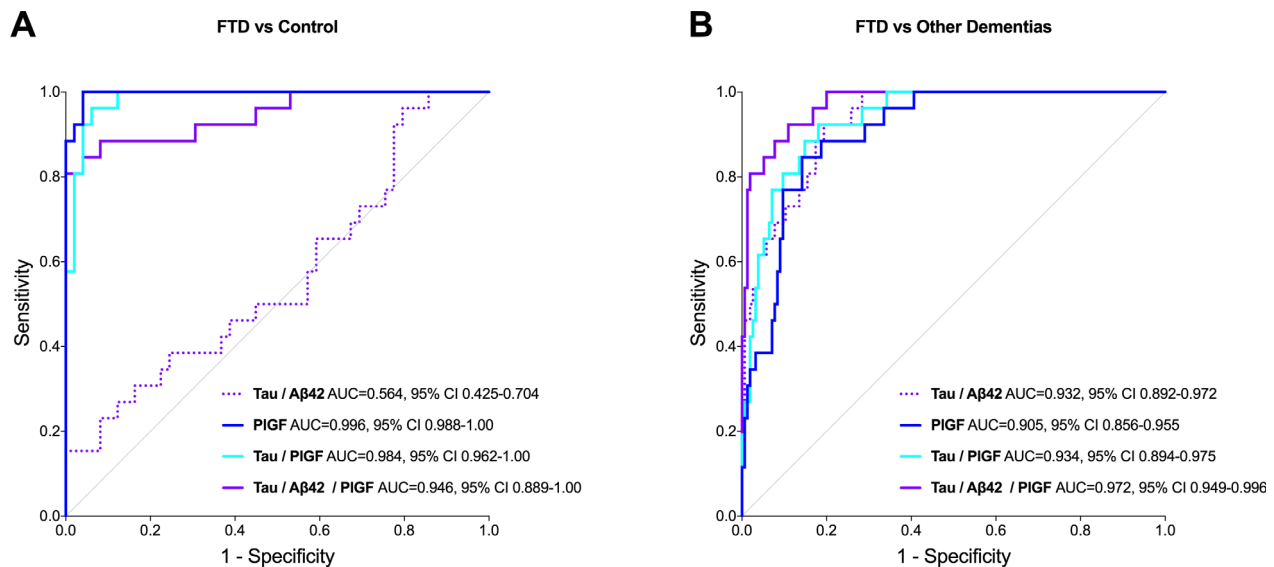 A
FTD vs Control
1.0
0.8
0.6
0.4
0.2
0.0
Sensitivity
0.0
0.2
0.4
0.6
0.8
1.0
1 - Specificity
Tau / Aβ42 AUC=0.564, 95% CI 0.425-0.704
PlGF AUC=0.996, 95% CI 0.988-1.00
Tau / PlGF AUC=0.984, 95% CI 0.962-1.00
Tau / Aβ42 / PlGF AUC=0.946, 95% CI 0.889-1.00
B
FTD vs Other Dementias
1.0
0.8
0.6
0.4
0.2
0.0
Sensitivity
0.0
0.2
0.4
0.6
0.8
1.0
1 - Specificity
Tau / Aβ42 AUC=0.932, 95% CI 0.892-0.972
PlGF AUC=0.905, 95% CI 0.856-0.955
Tau / PlGF AUC=0.934, 95% CI 0.894-0.975
Tau / Aβ42 / PlGF AUC=0.972, 95% CI 0.949-0.996